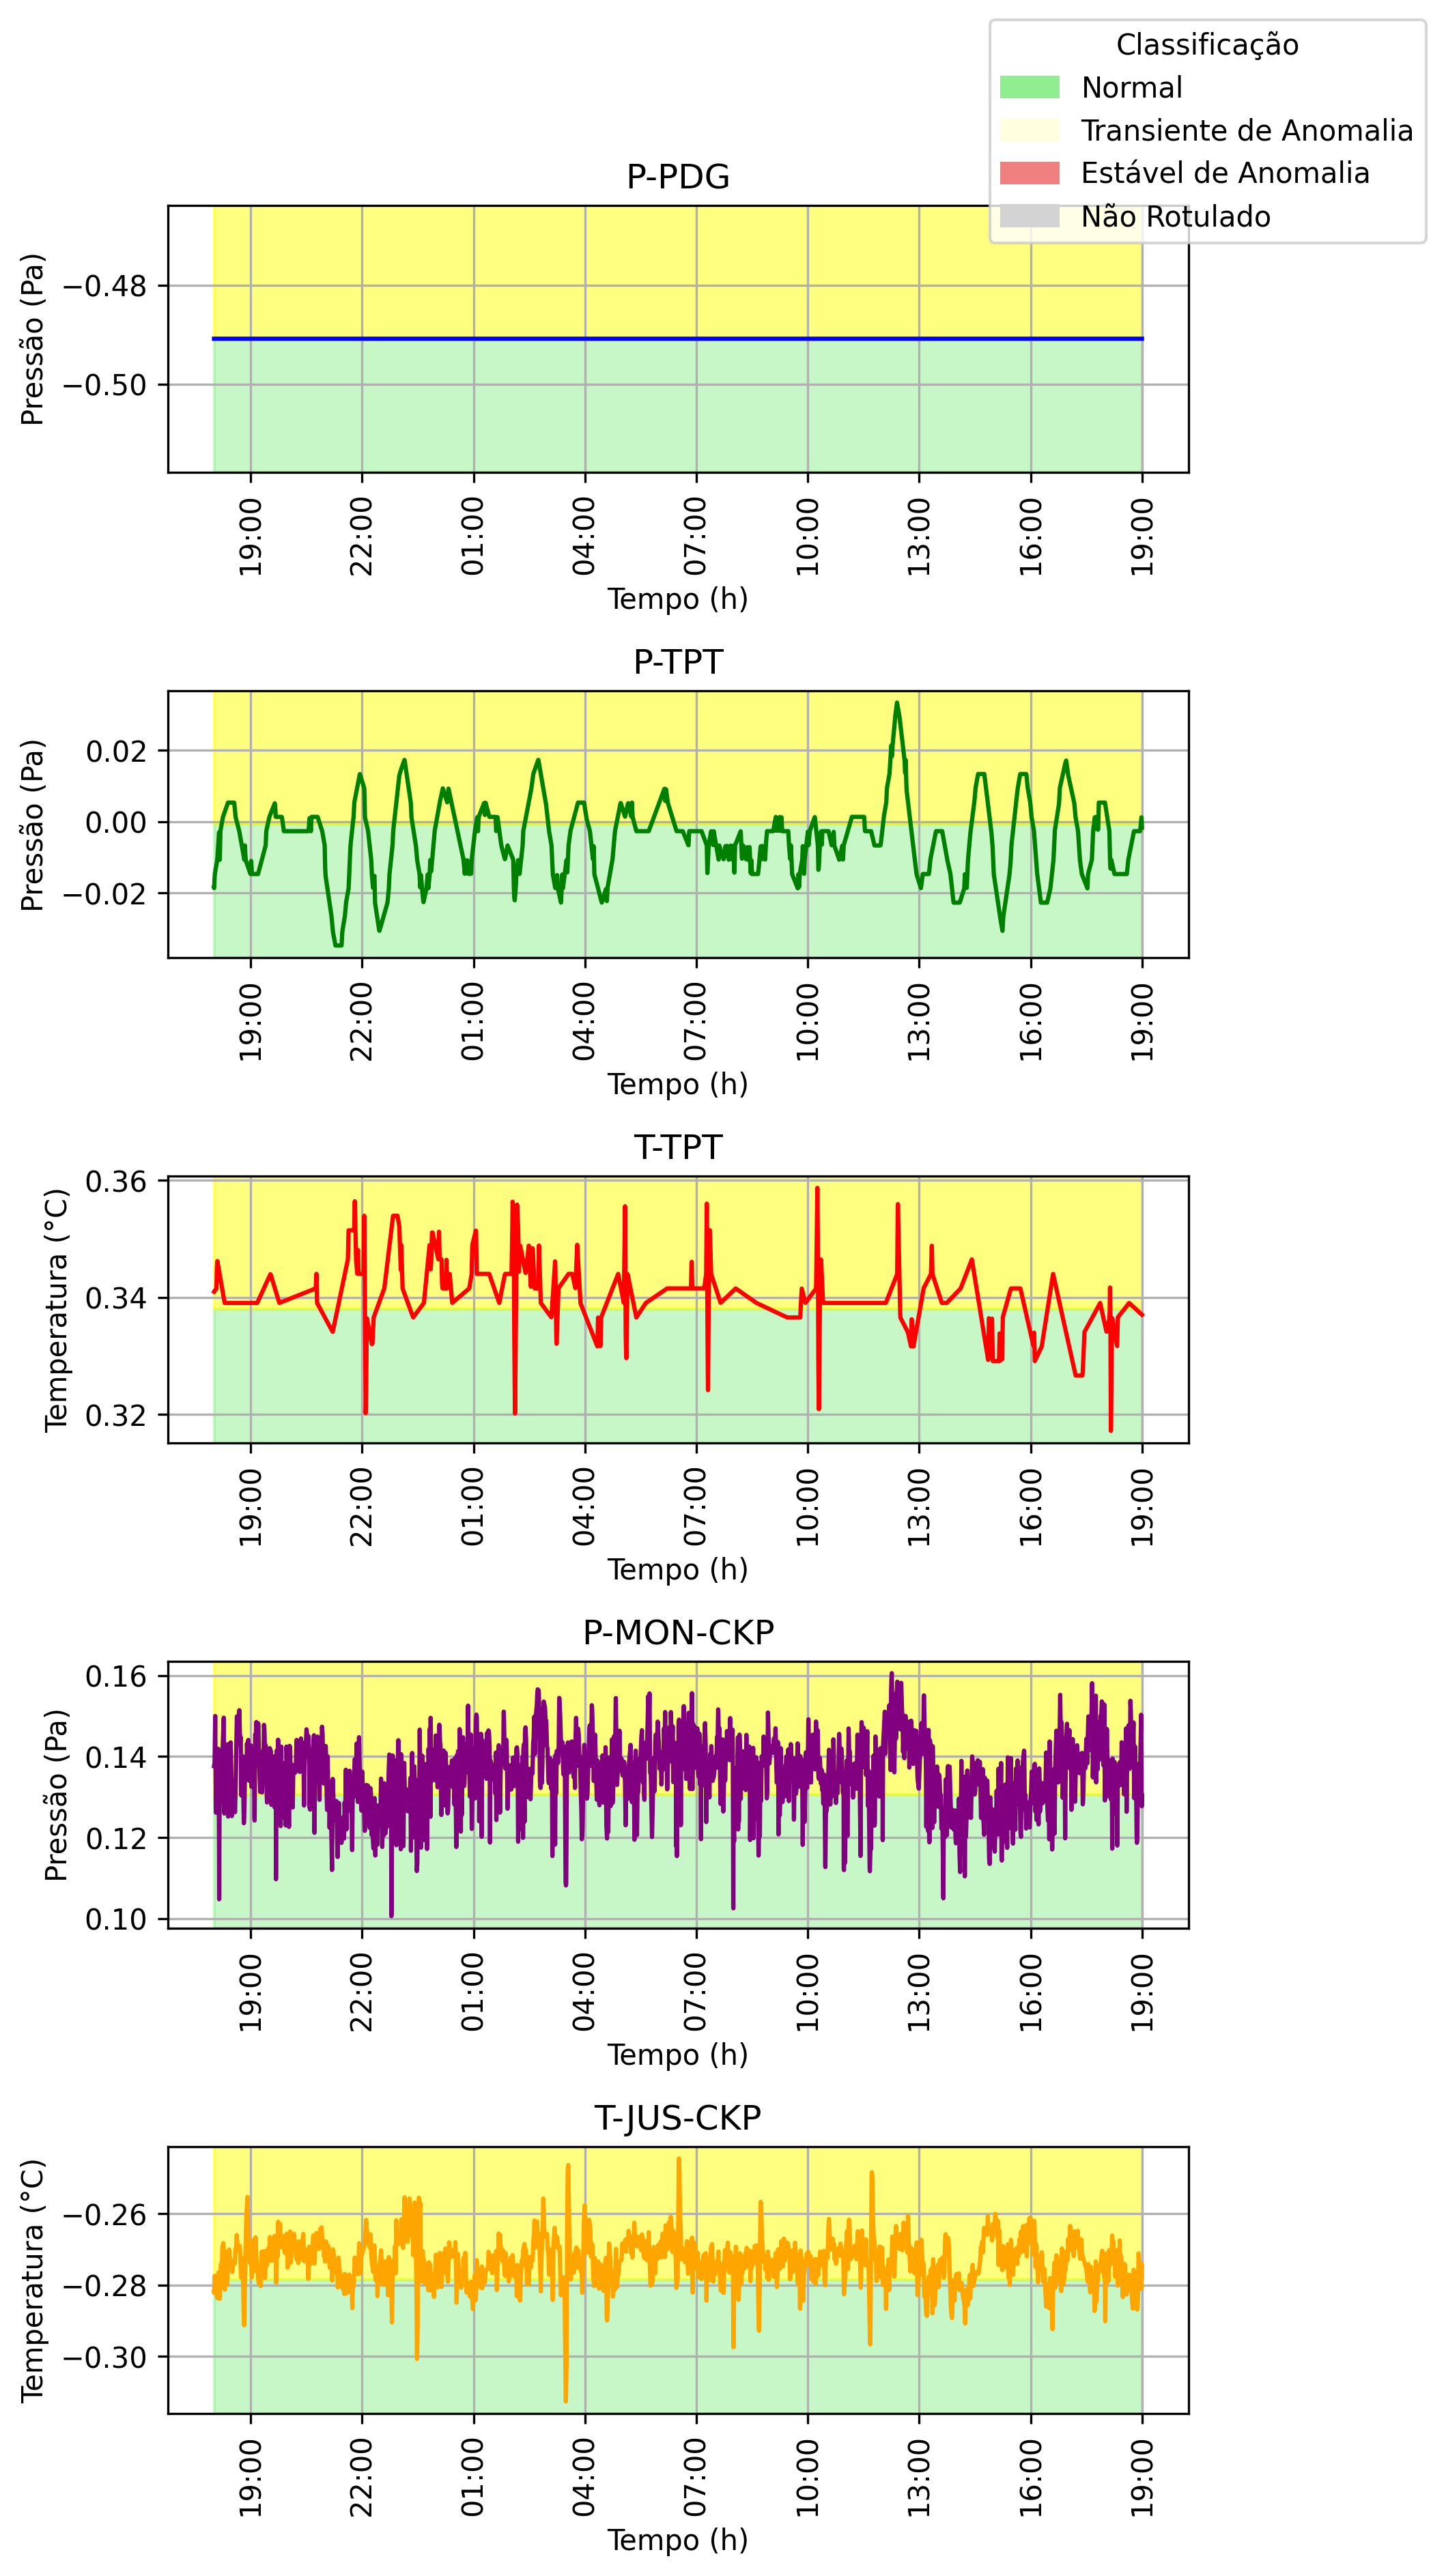 Classificação
Normal
Transiente de Anomalia
Estável de Anomalia
Não Rotulado
P-PDG
Pressão (Pa)
−0.48
−0.50
19:00 22:00 01:00 04:00 07:00 10:00 13:00 16:00 19:00
Tempo (h)
P-TPT
Pressão (Pa)
0.02
0.00
−0.02
19:00 22:00 01:00 04:00 07:00 10:00 13:00 16:00 19:00
Tempo (h)
T-TPT
Temperatura (°C)
0.36
0.34
0.32
19:00 22:00 01:00 04:00 07:00 10:00 13:00 16:00 19:00
Tempo (h)
P-MON-CKP
Pressão (Pa)
0.16
0.14
0.12
0.10
19:00 22:00 01:00 04:00 07:00 10:00 13:00 16:00 19:00
Tempo (h)
T-JUS-CKP
Temperatura (°C)
−0.26
−0.28
−0.30
19:00 22:00 01:00 04:00 07:00 10:00 13:00 16:00 19:00
Tempo (h)